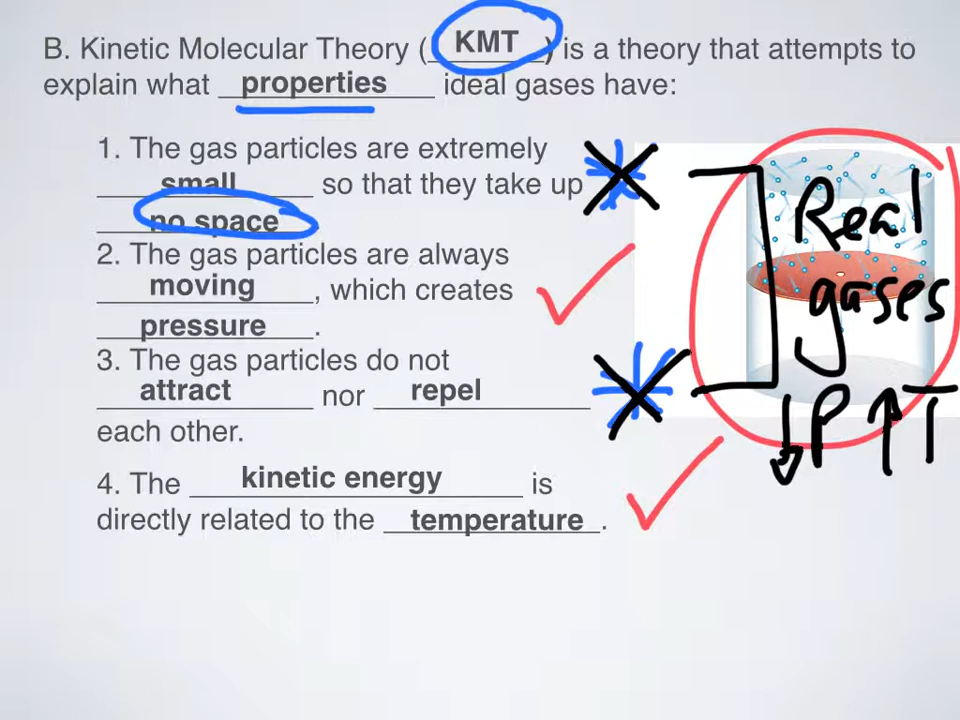 B. Kinetic Molecular Theory (KMT) is a theory that attempts to
explain what properties ideal gases have:
1. The gas particles are extremely
small so that they take up
no space
2. The gas particles are always
moving, which creates
pressure.
3. The gas particles do not
attract nor repel
each other.
4. The kinetic energy is
directly related to the temperature.
Real
gases
↓ P ↑ T